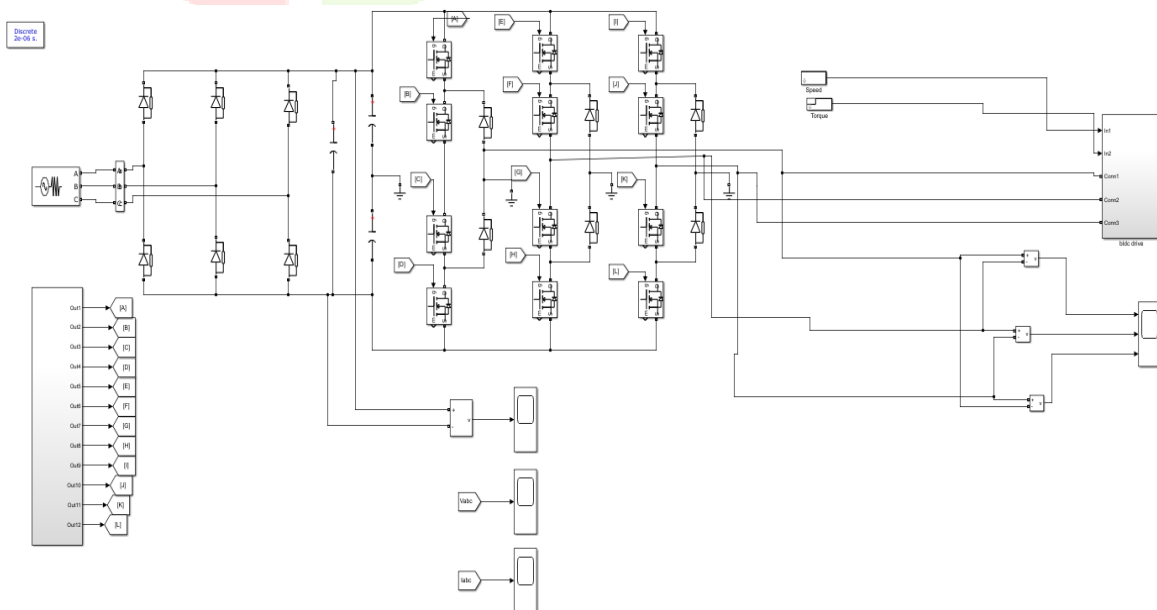 Discrete
2e-06 s.
[A]
[E]
[I]
[B]
[F]
[J]
[C]
[G]
[K]
[D]
[H]
[L]
A
B
C
Speed
Torque
In1
In2
Conn1
Conn2
Conn3
bldc drive
Out1
[A]
Out2
[B]
Out3
[C]
Out4
[D]
Out5
[E]
Out6
[F]
Out7
[G]
Out8
[H]
Out9
[I]
Out10
[J]
Out11
[K]
Out12
[L]
Vabc
Iabc